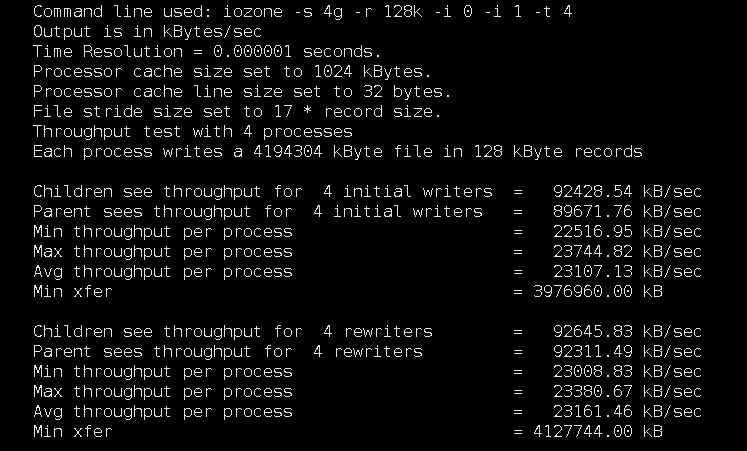 Command line used: iozone -s 4g -r 128k -i 0 -i 1 -t 4
Output is in kBytes/sec
Time Resolution = 0.000001 seconds.
Processor cache size set to 1024 kBytes.
Processor cache line size set to 32 bytes.
File stride size set to 17 * record size.
Throughput test with 4 processes
Each process writes a 4194304 kByte file in 128 kByte records
Children see throughput for  4 initial writers  =   92428.54 kB/sec
Parent sees throughput for  4 initial writers   =   89671.76 kB/sec
Min throughput per process                      =   22516.95 kB/sec
Max throughput per process                      =   23744.82 kB/sec
Avg throughput per process                      =   23107.13 kB/sec
Min xfer                                        = 3976960.00 kB
Children see throughput for  4 rewriters        =   92645.83 kB/sec
Parent sees throughput for  4 rewriters         =   92311.49 kB/sec
Min throughput per process                      =   23008.83 kB/sec
Max throughput per process                      =   23380.67 kB/sec
Avg throughput per process                      =   23161.46 kB/sec
Min xfer                                        = 4127744.00 kB